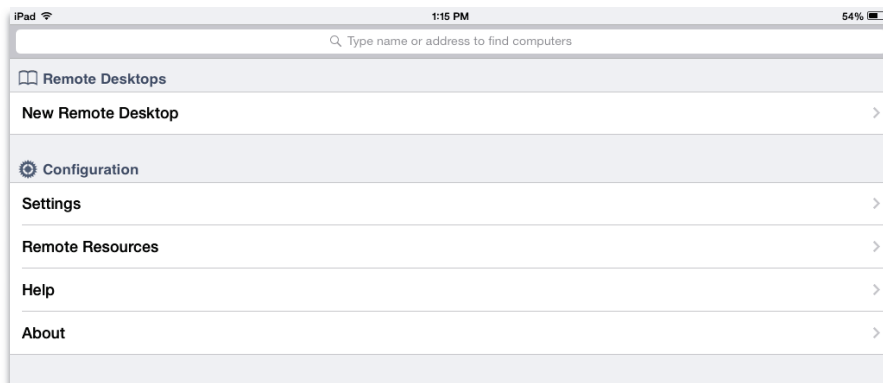 iPad 1:15 PM 54%
Type name or address to find computers
Remote Desktops
New Remote Desktop
Configuration
Settings
Remote Resources
Help
About